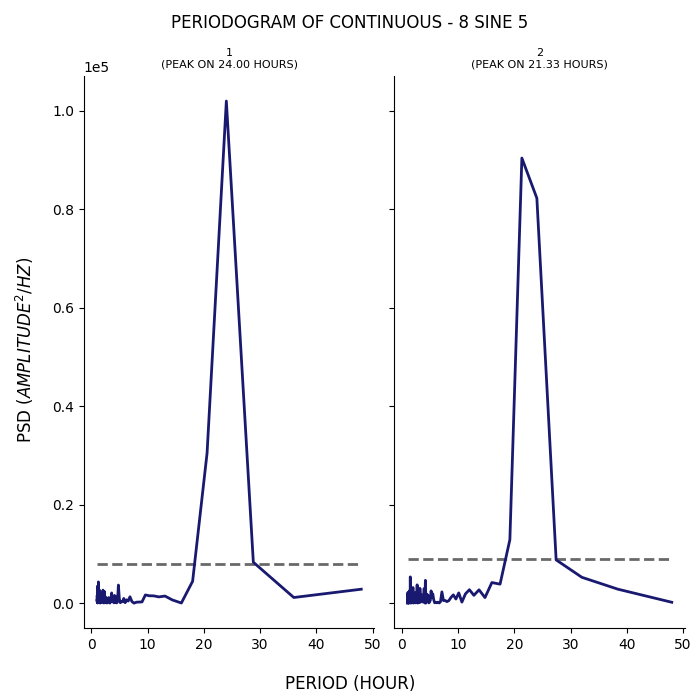 PERIODOGRAM OF CONTINUOUS - 8 SINE 5
1
(PEAK ON 24.00 HOURS)
2
(PEAK ON 21.33 HOURS)
1e5
1.0
0.8
0.6
0.4
0.2
0.0
PSD (AMPLITUDE²/HZ)
0 10 20 30 40 50
0 10 20 30 40 50
PERIOD (HOUR)